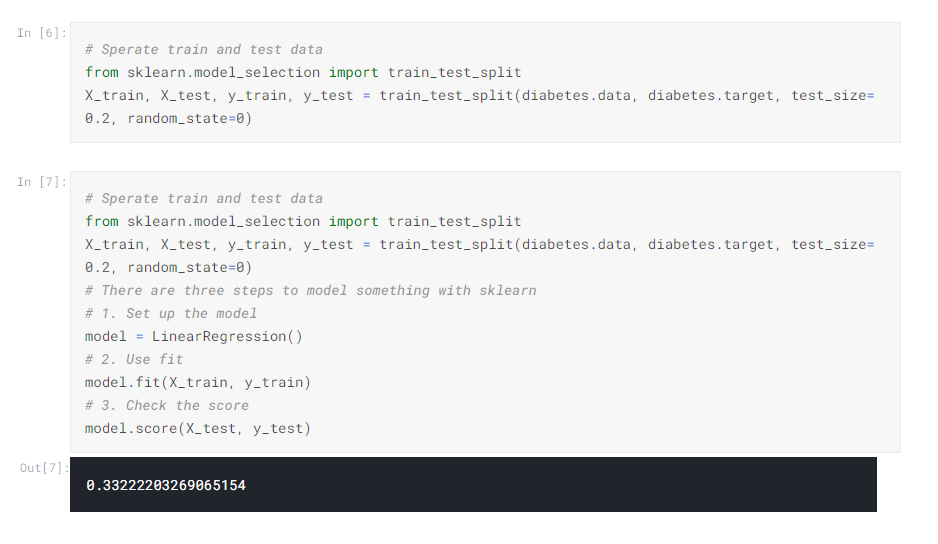 In [6]:
# Sperate train and test data
from sklearn.model_selection import train_test_split
X_train, X_test, y_train, y_test = train_test_split(diabetes.data, diabetes.target, test_size=
0.2, random_state=0)
In [7]:
# Sperate train and test data
from sklearn.model_selection import train_test_split
X_train, X_test, y_train, y_test = train_test_split(diabetes.data, diabetes.target, test_size=
0.2, random_state=0)
# There are three steps to model something with sklearn
# 1. Set up the model
model = LinearRegression()
# 2. Use fit
model.fit(X_train, y_train)
# 3. Check the score
model.score(X_test, y_test)
Out[7]:
0.33222203269065154